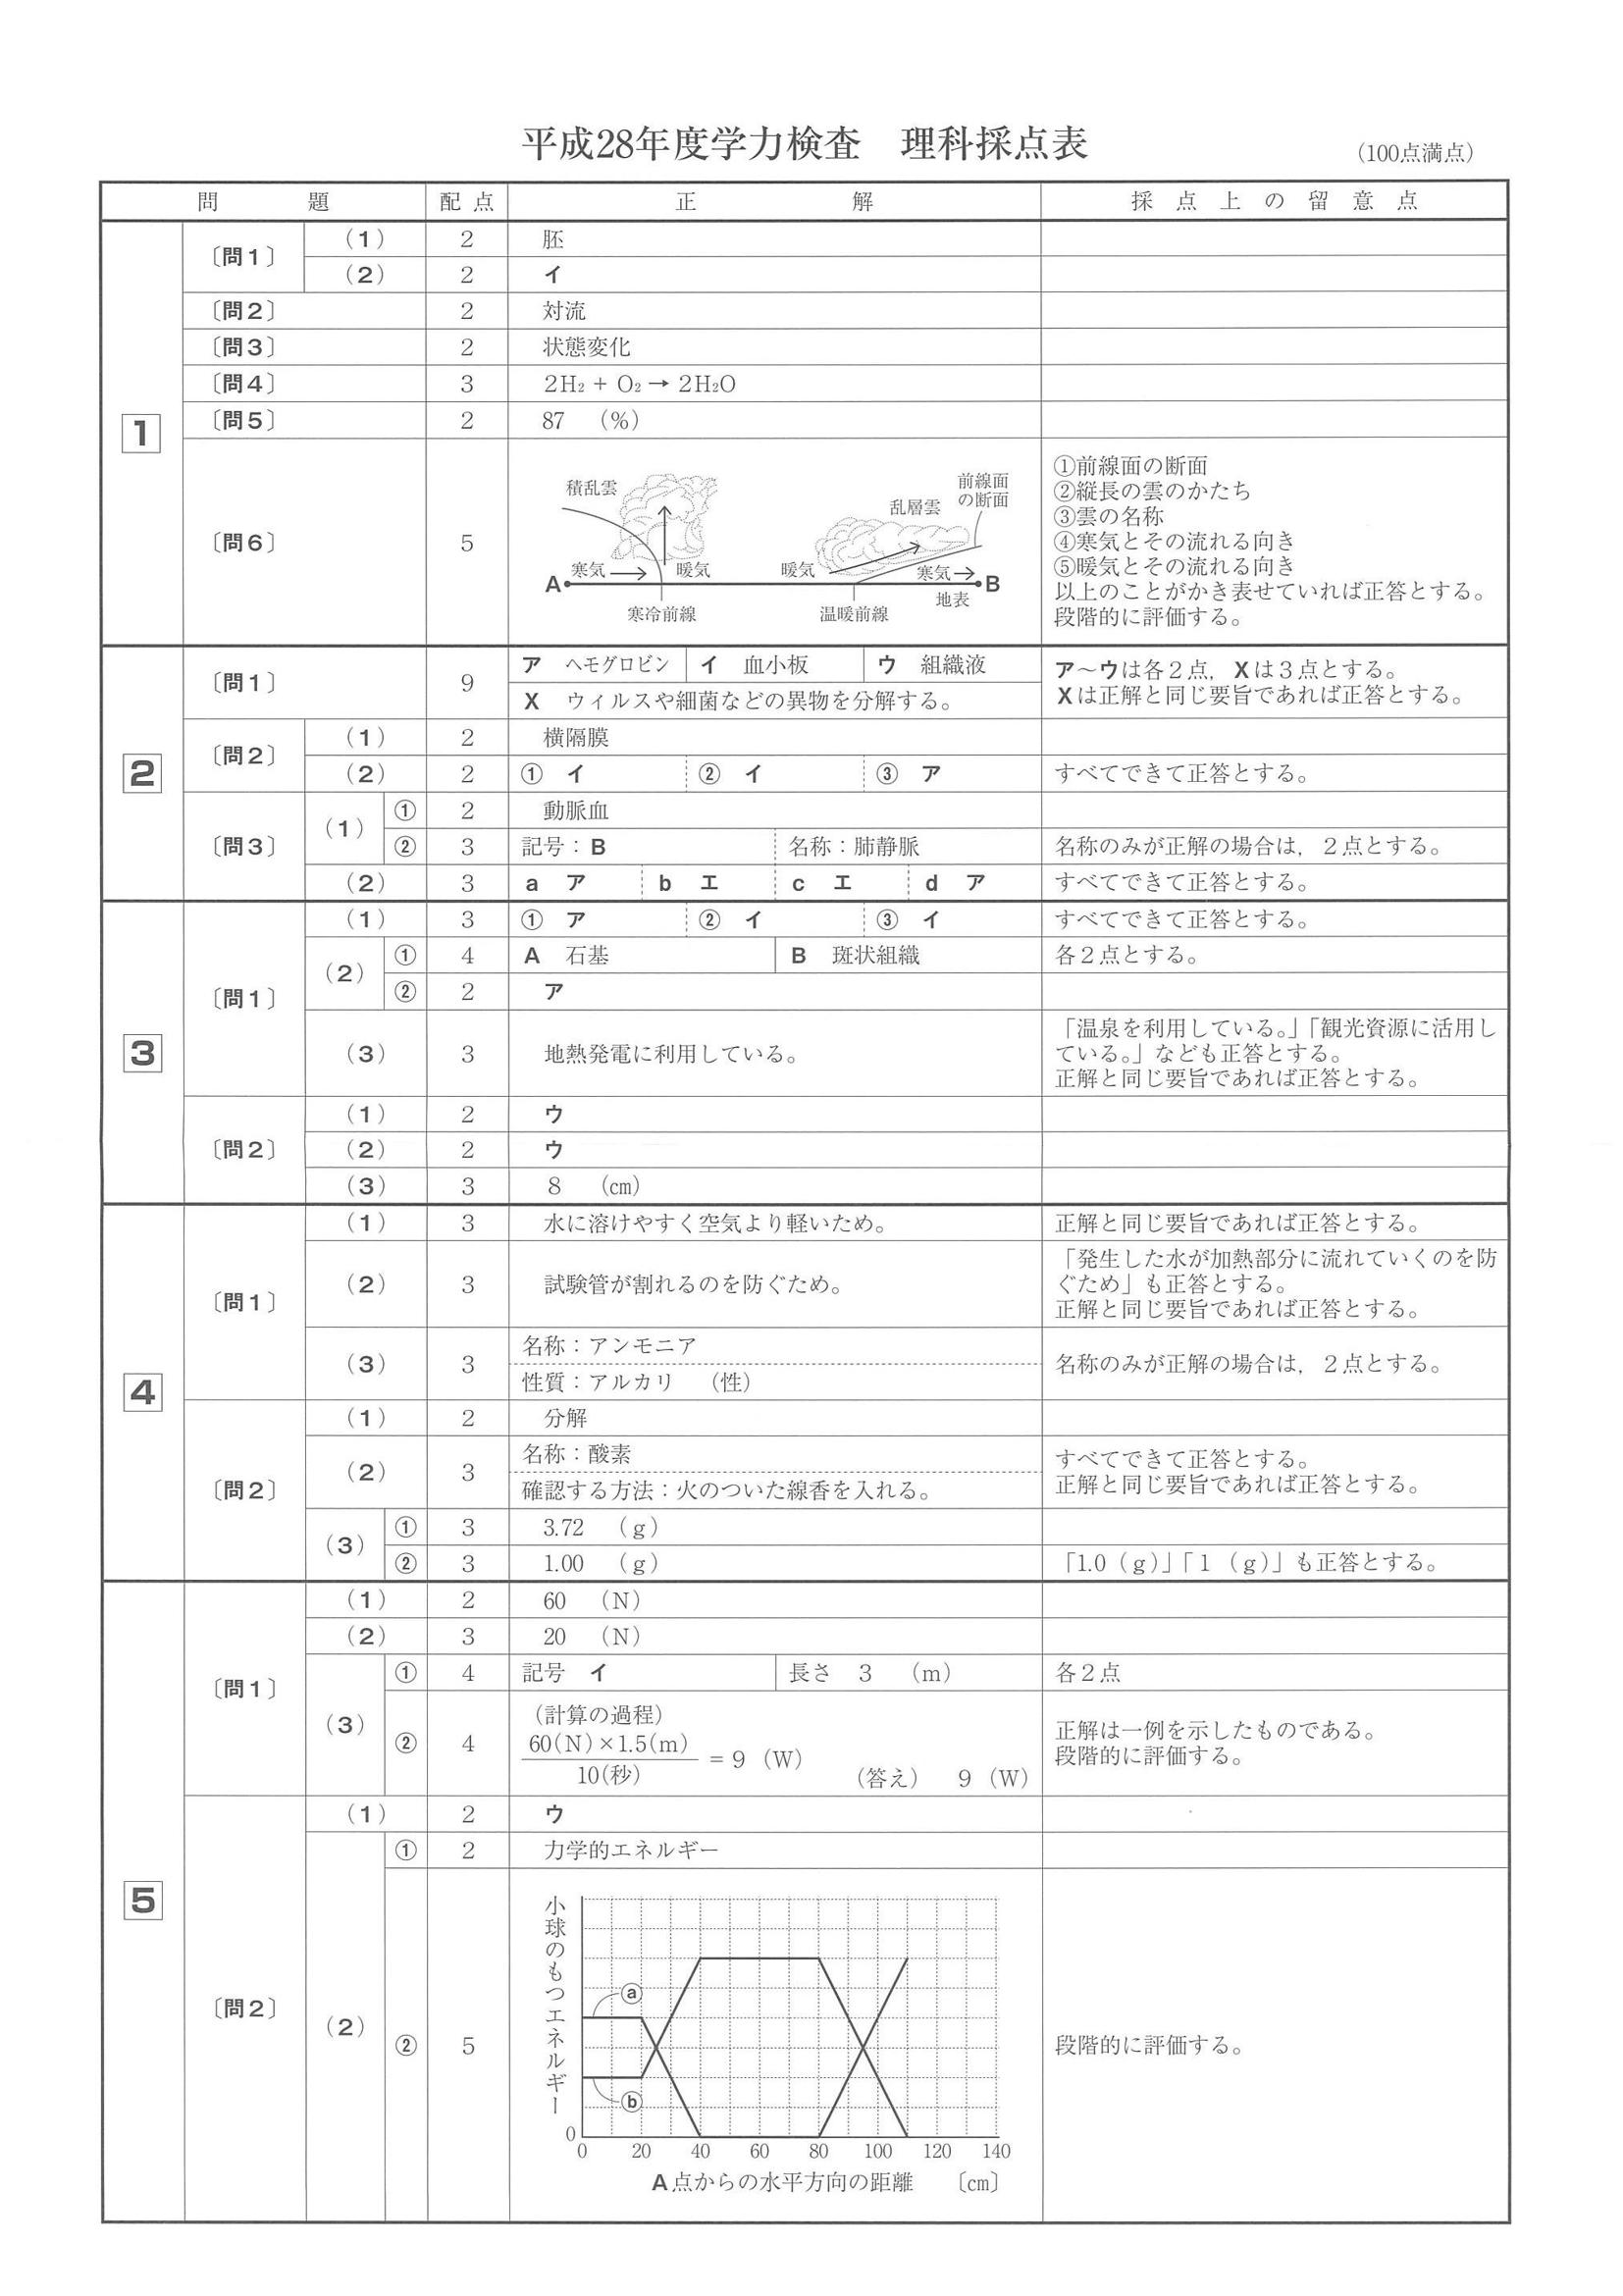 平成28年度学力検査 理科採点表
(100点満点)
問 題 配 点 正 解 採 点 上 の 留 意 点
1
〔問1〕 (1) 2 胚
(2) 2 イ
〔問2〕 2 対流
〔問3〕 2 状態変化
〔問4〕 3 2H₂ + O₂ → 2H₂O
〔問5〕 2 87 (%)
〔問6〕 5
積乱雲
乱層雲
前線面
の断面
A 寒気 暖気 暖気 寒気 B
地表
寒冷前線 温暖前線
①前線面の断面
②縦長の雲のかたち
③雲の名称
④寒気とその流れる向き
⑤暖気とその流れる向き
以上のことがかき表せていれば正答とする。
段階的に評価する。
2
〔問1〕 9 ア ヘモグロビン イ 血小板 ウ 組織液
X ウィルスや細菌などの異物を分解する。
ア～ウは各2点, Xは3点とする。
Xは正解と同じ要旨であれば正答とする。
〔問2〕 (1) 2 横隔膜
(2) 2 ① イ ② イ ③ ア すべてできて正答とする。
〔問3〕 (1) ① 2 動脈血
② 3 記号：B 名称：肺静脈 名称のみが正解の場合は, 2点とする。
(2) 3 a ア b エ c エ d ア すべてできて正答とする。
3
〔問1〕 (1) 3 ① ア ② イ ③ イ すべてできて正答とする。
(2) ① 4 A 石基 B 斑状組織 各2点とする。
② 2 ア
(3) 3 地熱発電に利用している。
「温泉を利用している。」「観光資源に活用し
ている。」なども正答とする。
正解と同じ要旨であれば正答とする。
〔問2〕 (1) 2 ウ
(2) 2 ウ
(3) 3 8 (cm)
4
〔問1〕 (1) 3 水に溶けやすく空気より軽いため。 正解と同じ要旨であれば正答とする。
(2) 3 試験管が割れるのを防ぐため。
「発生した水が加熱部分に流れていくのを防
ぐため」も正答とする。
正解と同じ要旨であれば正答とする。
(3) 3 名称：アンモニア
性質：アルカリ (性)
名称のみが正解の場合は, 2点とする。
〔問2〕 (1) 2 分解
(2) 3 名称：酸素
確認する方法：火のついた線香を入れる。
すべてできて正答とする。
正解と同じ要旨であれば正答とする。
(3) ① 3 3.72 (g)
② 3 1.00 (g) 「1.0 (g)」「1 (g)」も正答とする。
5
〔問1〕 (1) 2 60 (N)
(2) 3 20 (N)
(3) ① 4 記号 イ 長さ 3 (m) 各2点
② 4 (計算の過程)
60(N)×1.5(m)
10(秒)
= 9 (W)
(答え) 9 (W)
正解は一例を示したものである。
段階的に評価する。
〔問2〕 (1) 2 ウ
(2) ① 2 力学的エネルギー
② 5
小球のもつエネルギー
ⓐ
ⓑ
0
0 20 40 60 80 100 120 140
A点からの水平方向の距離 〔cm〕
段階的に評価する。